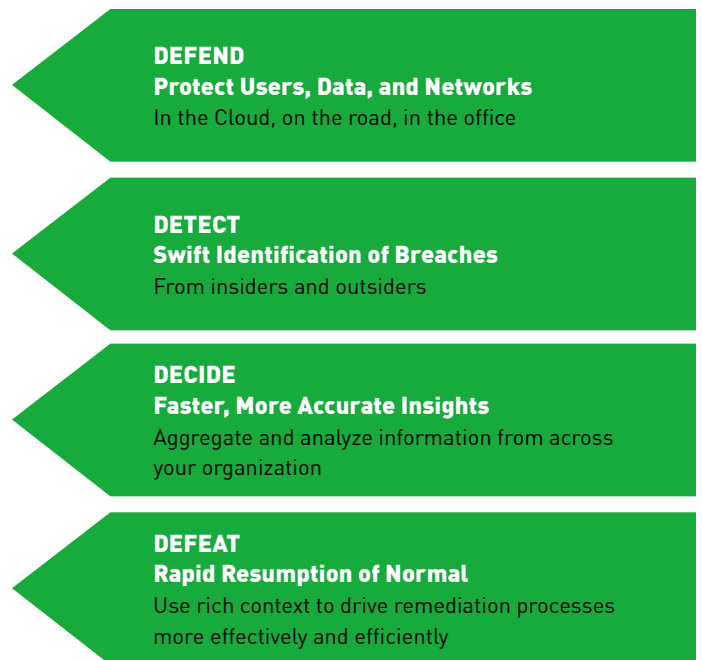 DEFEND
Protect Users, Data, and Networks
In the Cloud, on the road, in the office
DETECT
Swift Identification of Breaches
From insiders and outsiders
DECIDE
Faster, More Accurate Insights
Aggregate and analyze information from across
your organization
DEFEAT
Rapid Resumption of Normal
Use rich context to drive remediation processes
more effectively and efficiently